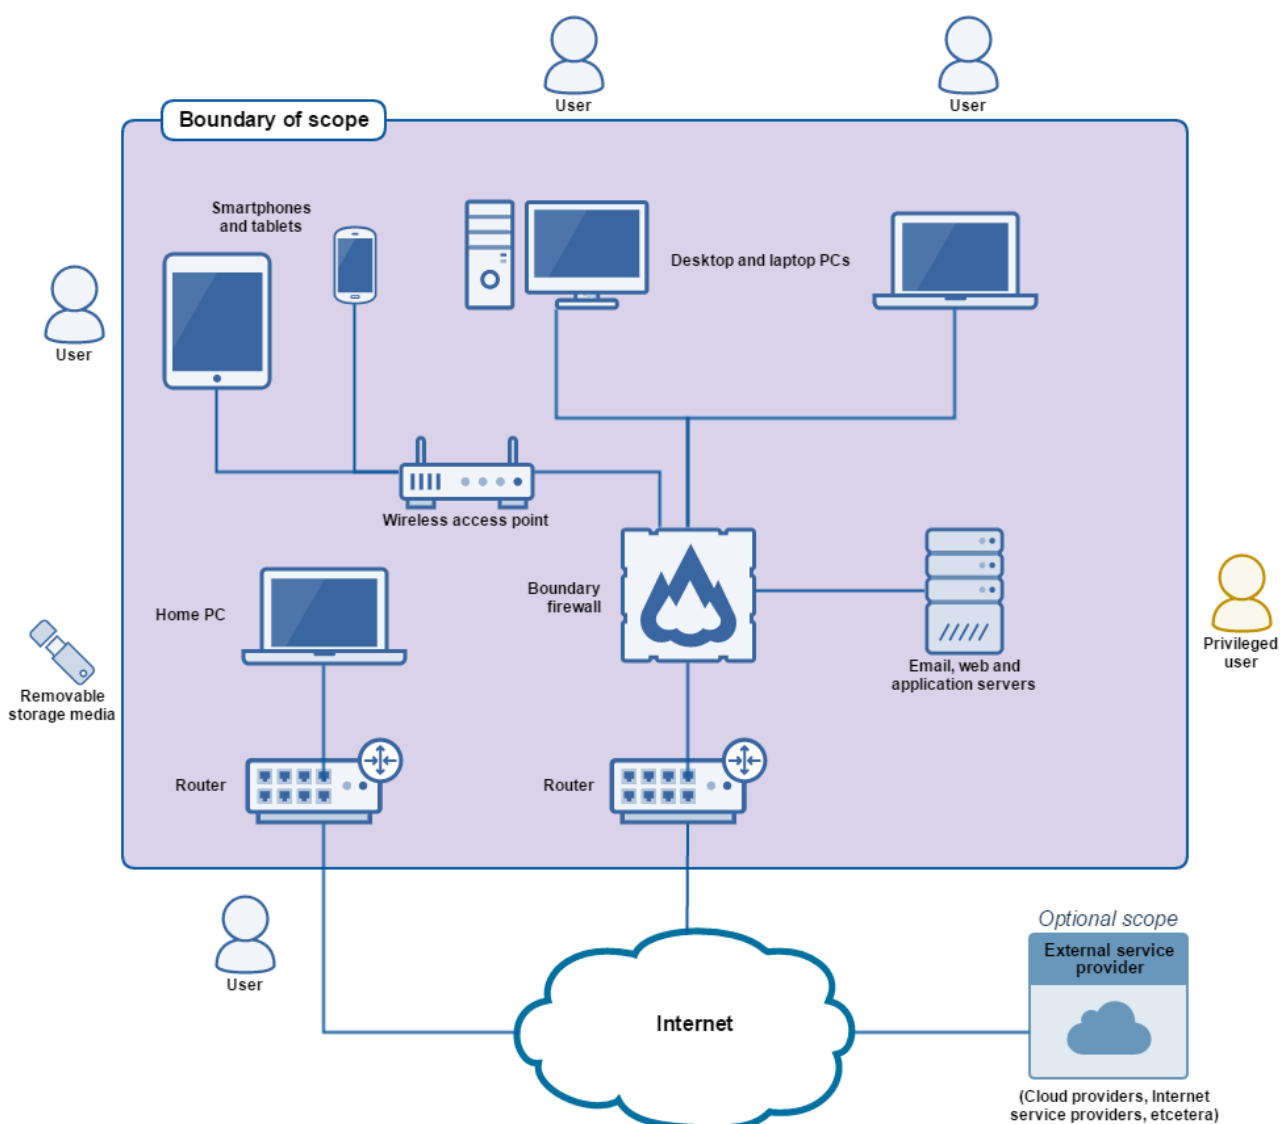 User
User
Boundary of scope
Smartphones
and tablets
Desktop and laptop PCs
User
Wireless access point
Boundary
firewall
Home PC
Email, web and
application servers
Privileged
user
Removable
storage media
Router
Router
User
Optional scope
External service
provider
Internet
(Cloud providers, Internet
service providers, etcetera)